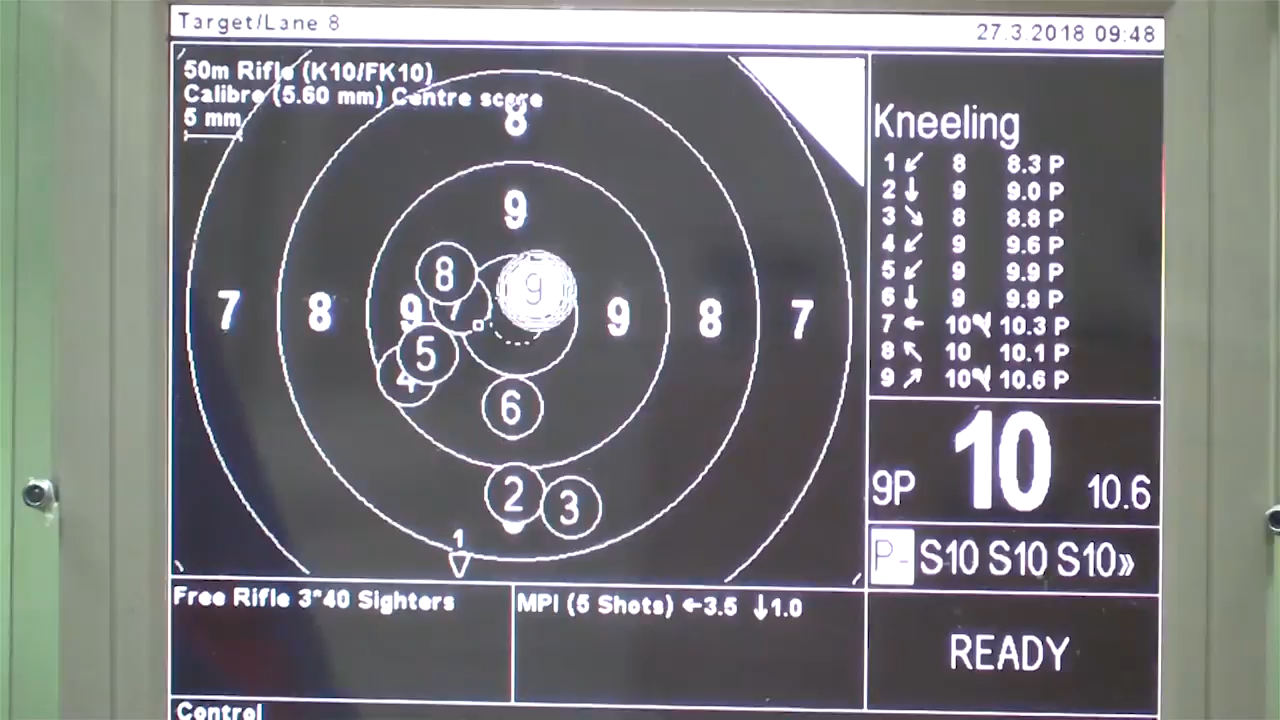 Target/Lane 8
27.3.2018 09:48
50m Rifle (K10/FK10)
Calibre (5.60 mm) Centre score
5 mm
8
9
7 8 9 9 8 7
8
7
9
5
4
6
2
3
1
Kneeling
1 ↙ 8 8.3 P
2 ↓ 9 9.0 P
3 ↘ 8 8.8 P
4 ↙ 9 9.6 P
5 ↙ 9 9.9 P
6 ↓ 9 9.9 P
7 ← 10 10.3 P
8 ↖ 10 10.1 P
9 ↗ 10 10.6 P
9P 10 10.6
P- S10 S10 S10»
Free Rifle 3*40 Sighters
MPI (5 Shots) ←3.5 ↓1.0
READY
Control